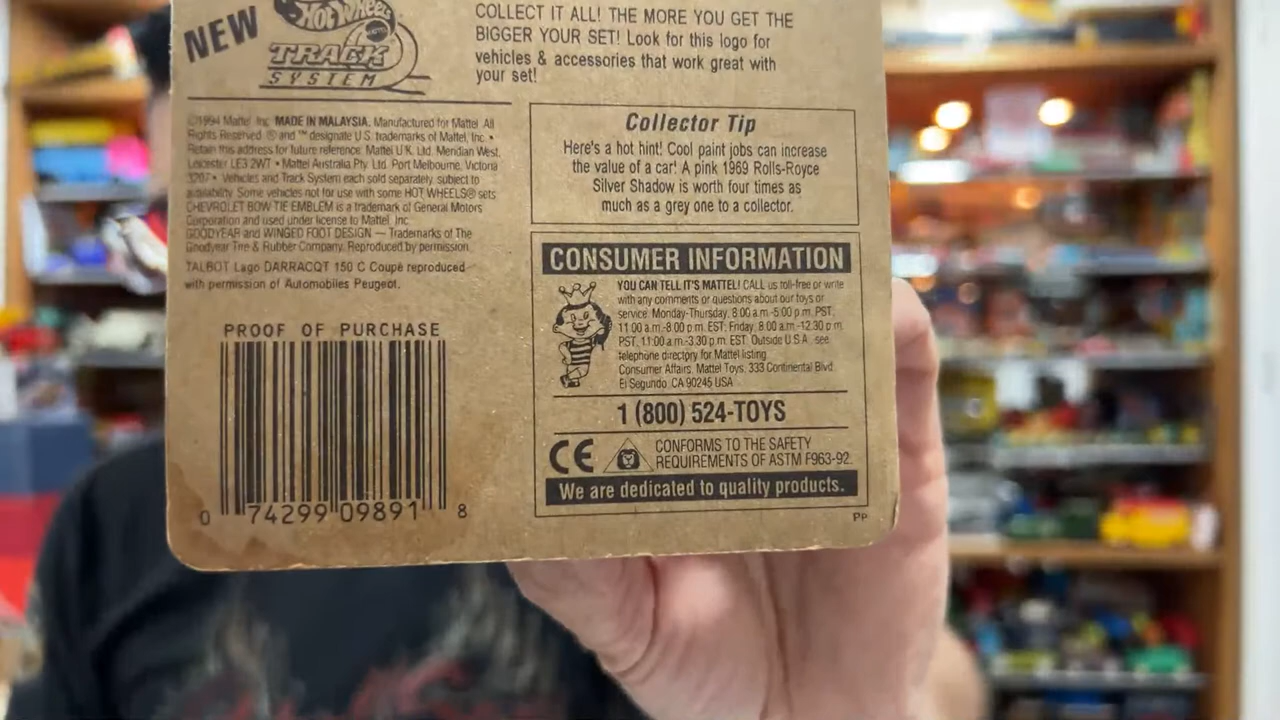 NEW
Hot Wheels
MATTEL
TRACK
SYSTEM
COLLECT IT ALL! THE MORE YOU GET THE
BIGGER YOUR SET! Look for this logo for
vehicles & accessories that work great with
your set!
©1994 Mattel, Inc. MADE IN MALAYSIA. Manufactured for Mattel. All
Rights Reserved. ® and ™ designate U.S. trademarks of Mattel, Inc. •
Retain this address for future reference: Mattel U.K. Ltd. Meridian West,
Leicester LE3 2WT • Mattel Australia Pty. Ltd. Port Melbourne, Victoria
3207 • Vehicles and Track System each sold separately, subject to
availability. Some vehicles not for use with some HOT WHEELS® sets
CHEVROLET BOW TIE EMBLEM is a trademark of General Motors
Corporation and used under license to Mattel, Inc.
GOODYEAR and WINGED FOOT DESIGN — Trademarks of The
Goodyear Tire & Rubber Company. Reproduced by permission.
TALBOT Lago DARRACQT 150 C Coupé reproduced
with permission of Automobiles Peugeot.
PROOF OF PURCHASE
0 74299 09891 8
Collector Tip
Here's a hot hint! Cool paint jobs can increase
the value of a car! A pink 1969 Rolls-Royce
Silver Shadow is worth four times as
much as a grey one to a collector.
CONSUMER INFORMATION
YOU CAN TELL IT'S MATTEL! CALL us toll-free or write
with any comments or questions about our toys or
service. Monday-Thursday, 8:00 a.m.-5:00 p.m. PST,
11:00 a.m.-8:00 p.m. EST; Friday, 8:00 a.m.-12:30 p.m.
PST, 11:00 a.m.-3:30 p.m. EST. Outside U.S.A., see
telephone directory for Mattel listing.
Consumer Affairs, Mattel Toys, 333 Continental Blvd.
El Segundo, CA 90245 USA
1 (800) 524-TOYS
CE
CONFORMS TO THE SAFETY
REQUIREMENTS OF ASTM F963-92.
We are dedicated to quality products.
PP